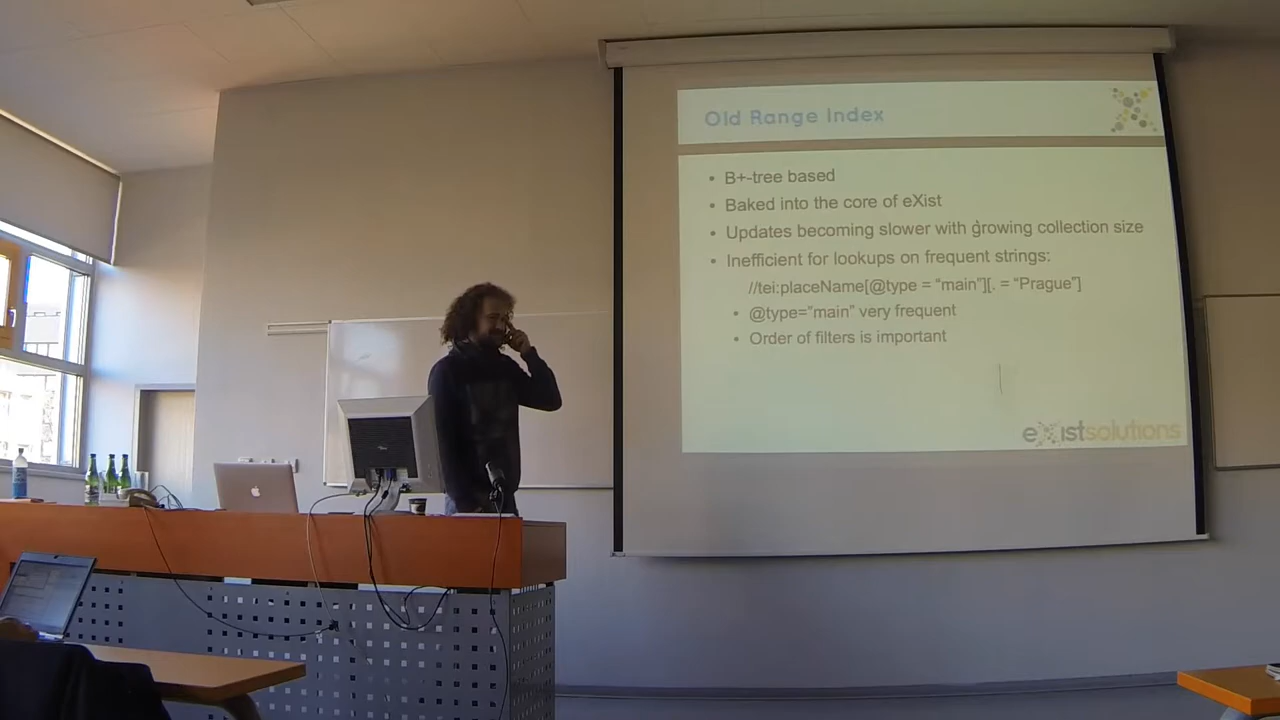 Old Range Index
• B+-tree based
• Baked into the core of eXist
• Updates becoming slower with growing collection size
• Inefficient for lookups on frequent strings:
//tei:placeName[@type = “main”][. = “Prague”]
• @type=”main” very frequent
• Order of filters is important
eXistsolutions